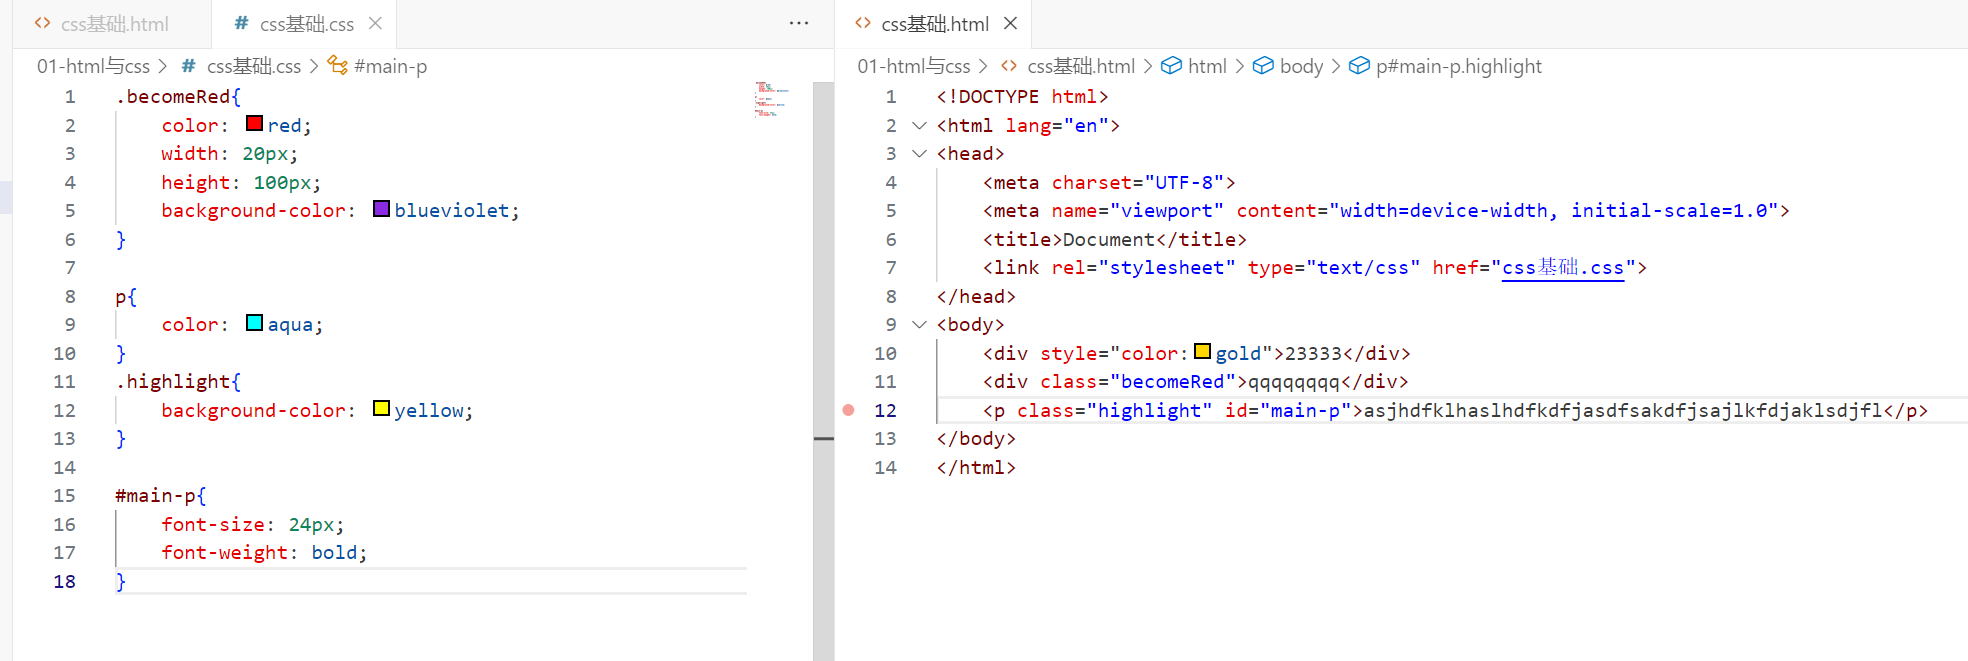 css基础.html
css基础.css
01-html与css > css基础.css > #main-p
1 .becomeRed{
2 color: red;
3 width: 20px;
4 height: 100px;
5 background-color: blueviolet;
6 }
7
8 p{
9 color: aqua;
10 }
11 .highlight{
12 background-color: yellow;
13 }
14
15 #main-p{
16 font-size: 24px;
17 font-weight: bold;
18 }
css基础.html
01-html与css > css基础.html > html > body > p#main-p.highlight
1 <!DOCTYPE html>
2 <html lang="en">
3 <head>
4 <meta charset="UTF-8">
5 <meta name="viewport" content="width=device-width, initial-scale=1.0">
6 <title>Document</title>
7 <link rel="stylesheet" type="text/css" href="css基础.css">
8 </head>
9 <body>
10 <div style="color:gold">23333</div>
11 <div class="becomeRed">qqqqqqqq</div>
12 <p class="highlight" id="main-p">asjhdfklhaslhdfkdfjasdfsakdfjsajlkfdjaklsdjfl</p>
13 </body>
14 </html>